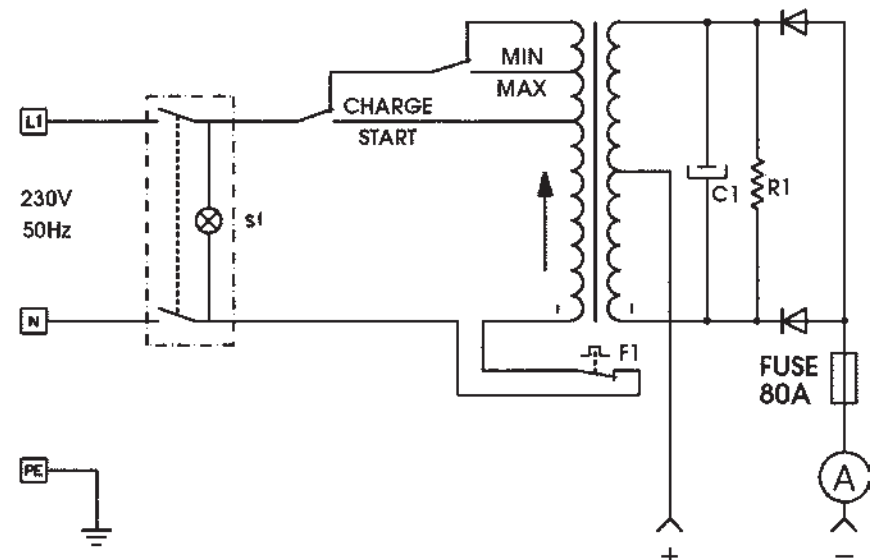 MIN
MAX
L1
CHARGE
START
230V
50Hz
S1
C1
R1
N
F1
FUSE
80A
PE
A
+
−